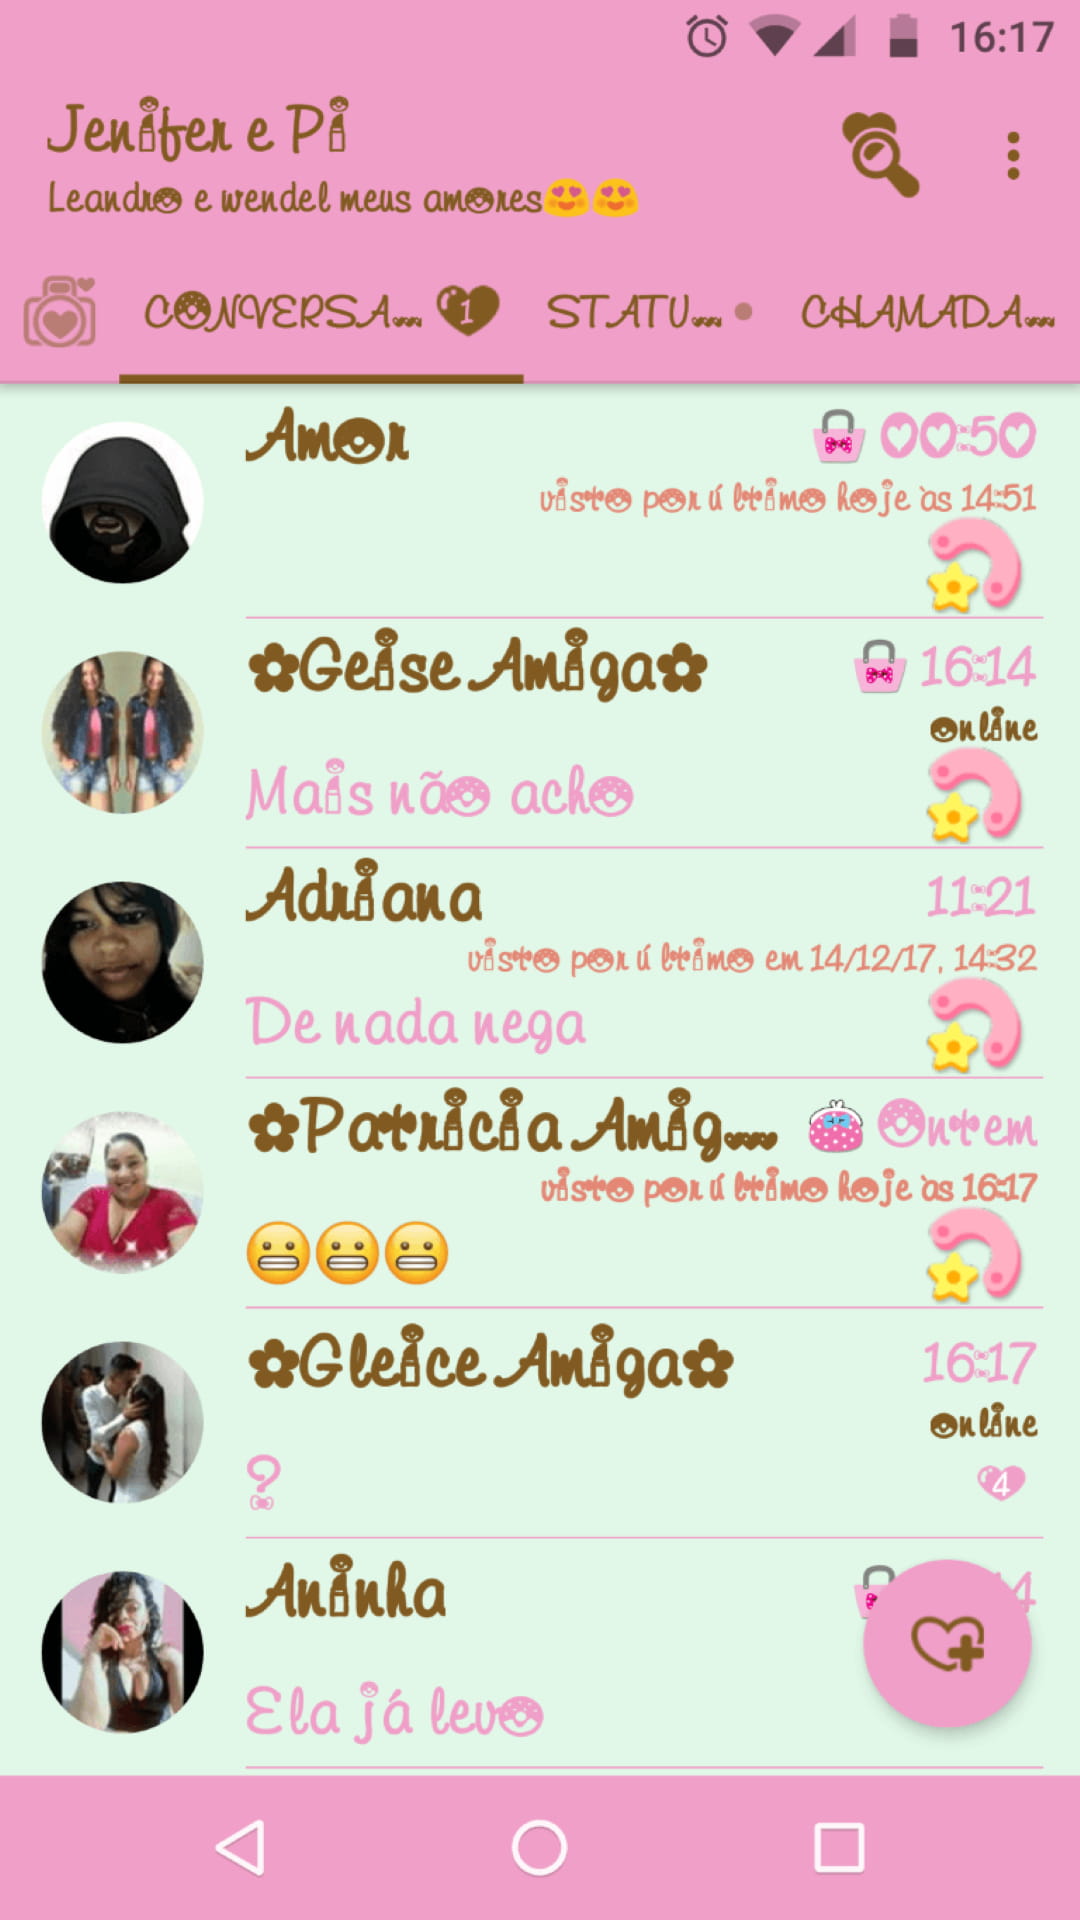 16:17
Jenifer e Pi
Leandro e wendel meus amores😍😍
CONVERSA... 1 STATU... CHAMADA...
Amor 00:50
visto por último hoje às 14:51
✿Geise Amiga✿ 16:14
online
Mais não acho
Adriana 11:21
visto por último em 14/12/17, 14:32
De nada nega
✿Patricia Amig... Ontem
visto por último hoje às 16:17
😬😬😬
✿Gleice Amiga✿ 16:17
online
? 4
Aninha
Ela já levo